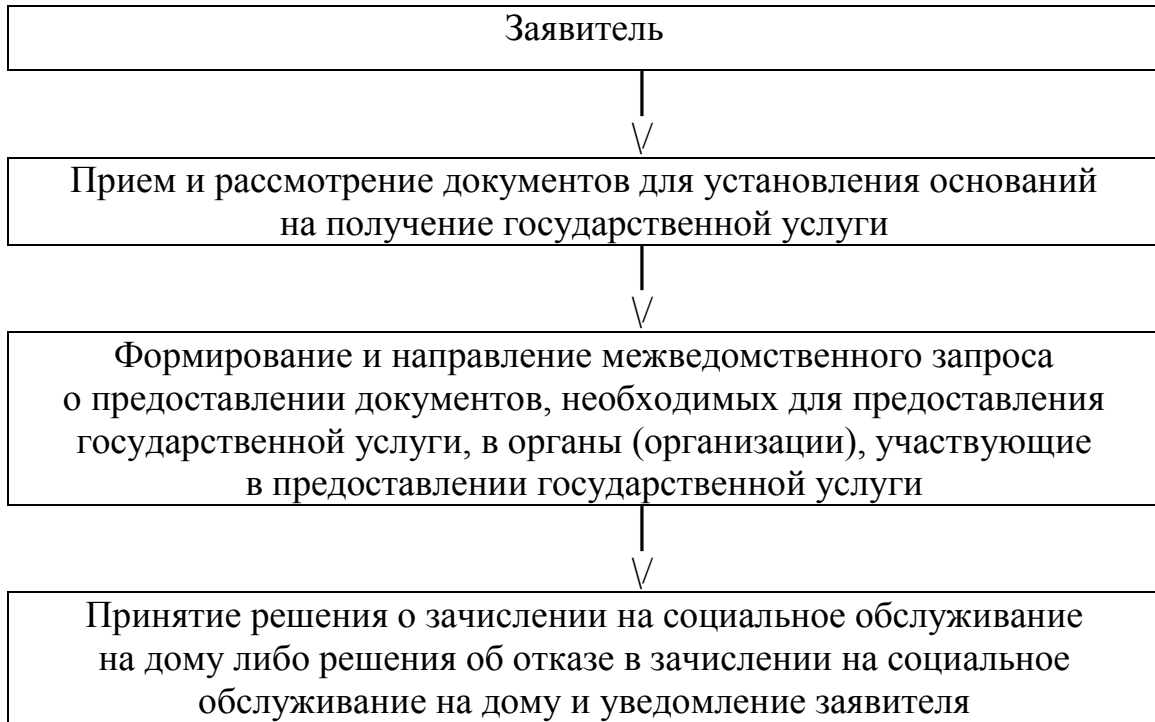 Заявитель
Прием и рассмотрение документов для установления оснований
на получение государственной услуги
Формирование и направление межведомственного запроса
о предоставлении документов, необходимых для предоставления
государственной услуги, в органы (организации), участвующие
в предоставлении государственной услуги
Принятие решения о зачислении на социальное обслуживание
на дому либо решения об отказе в зачислении на социальное
обслуживание на дому и уведомление заявителя